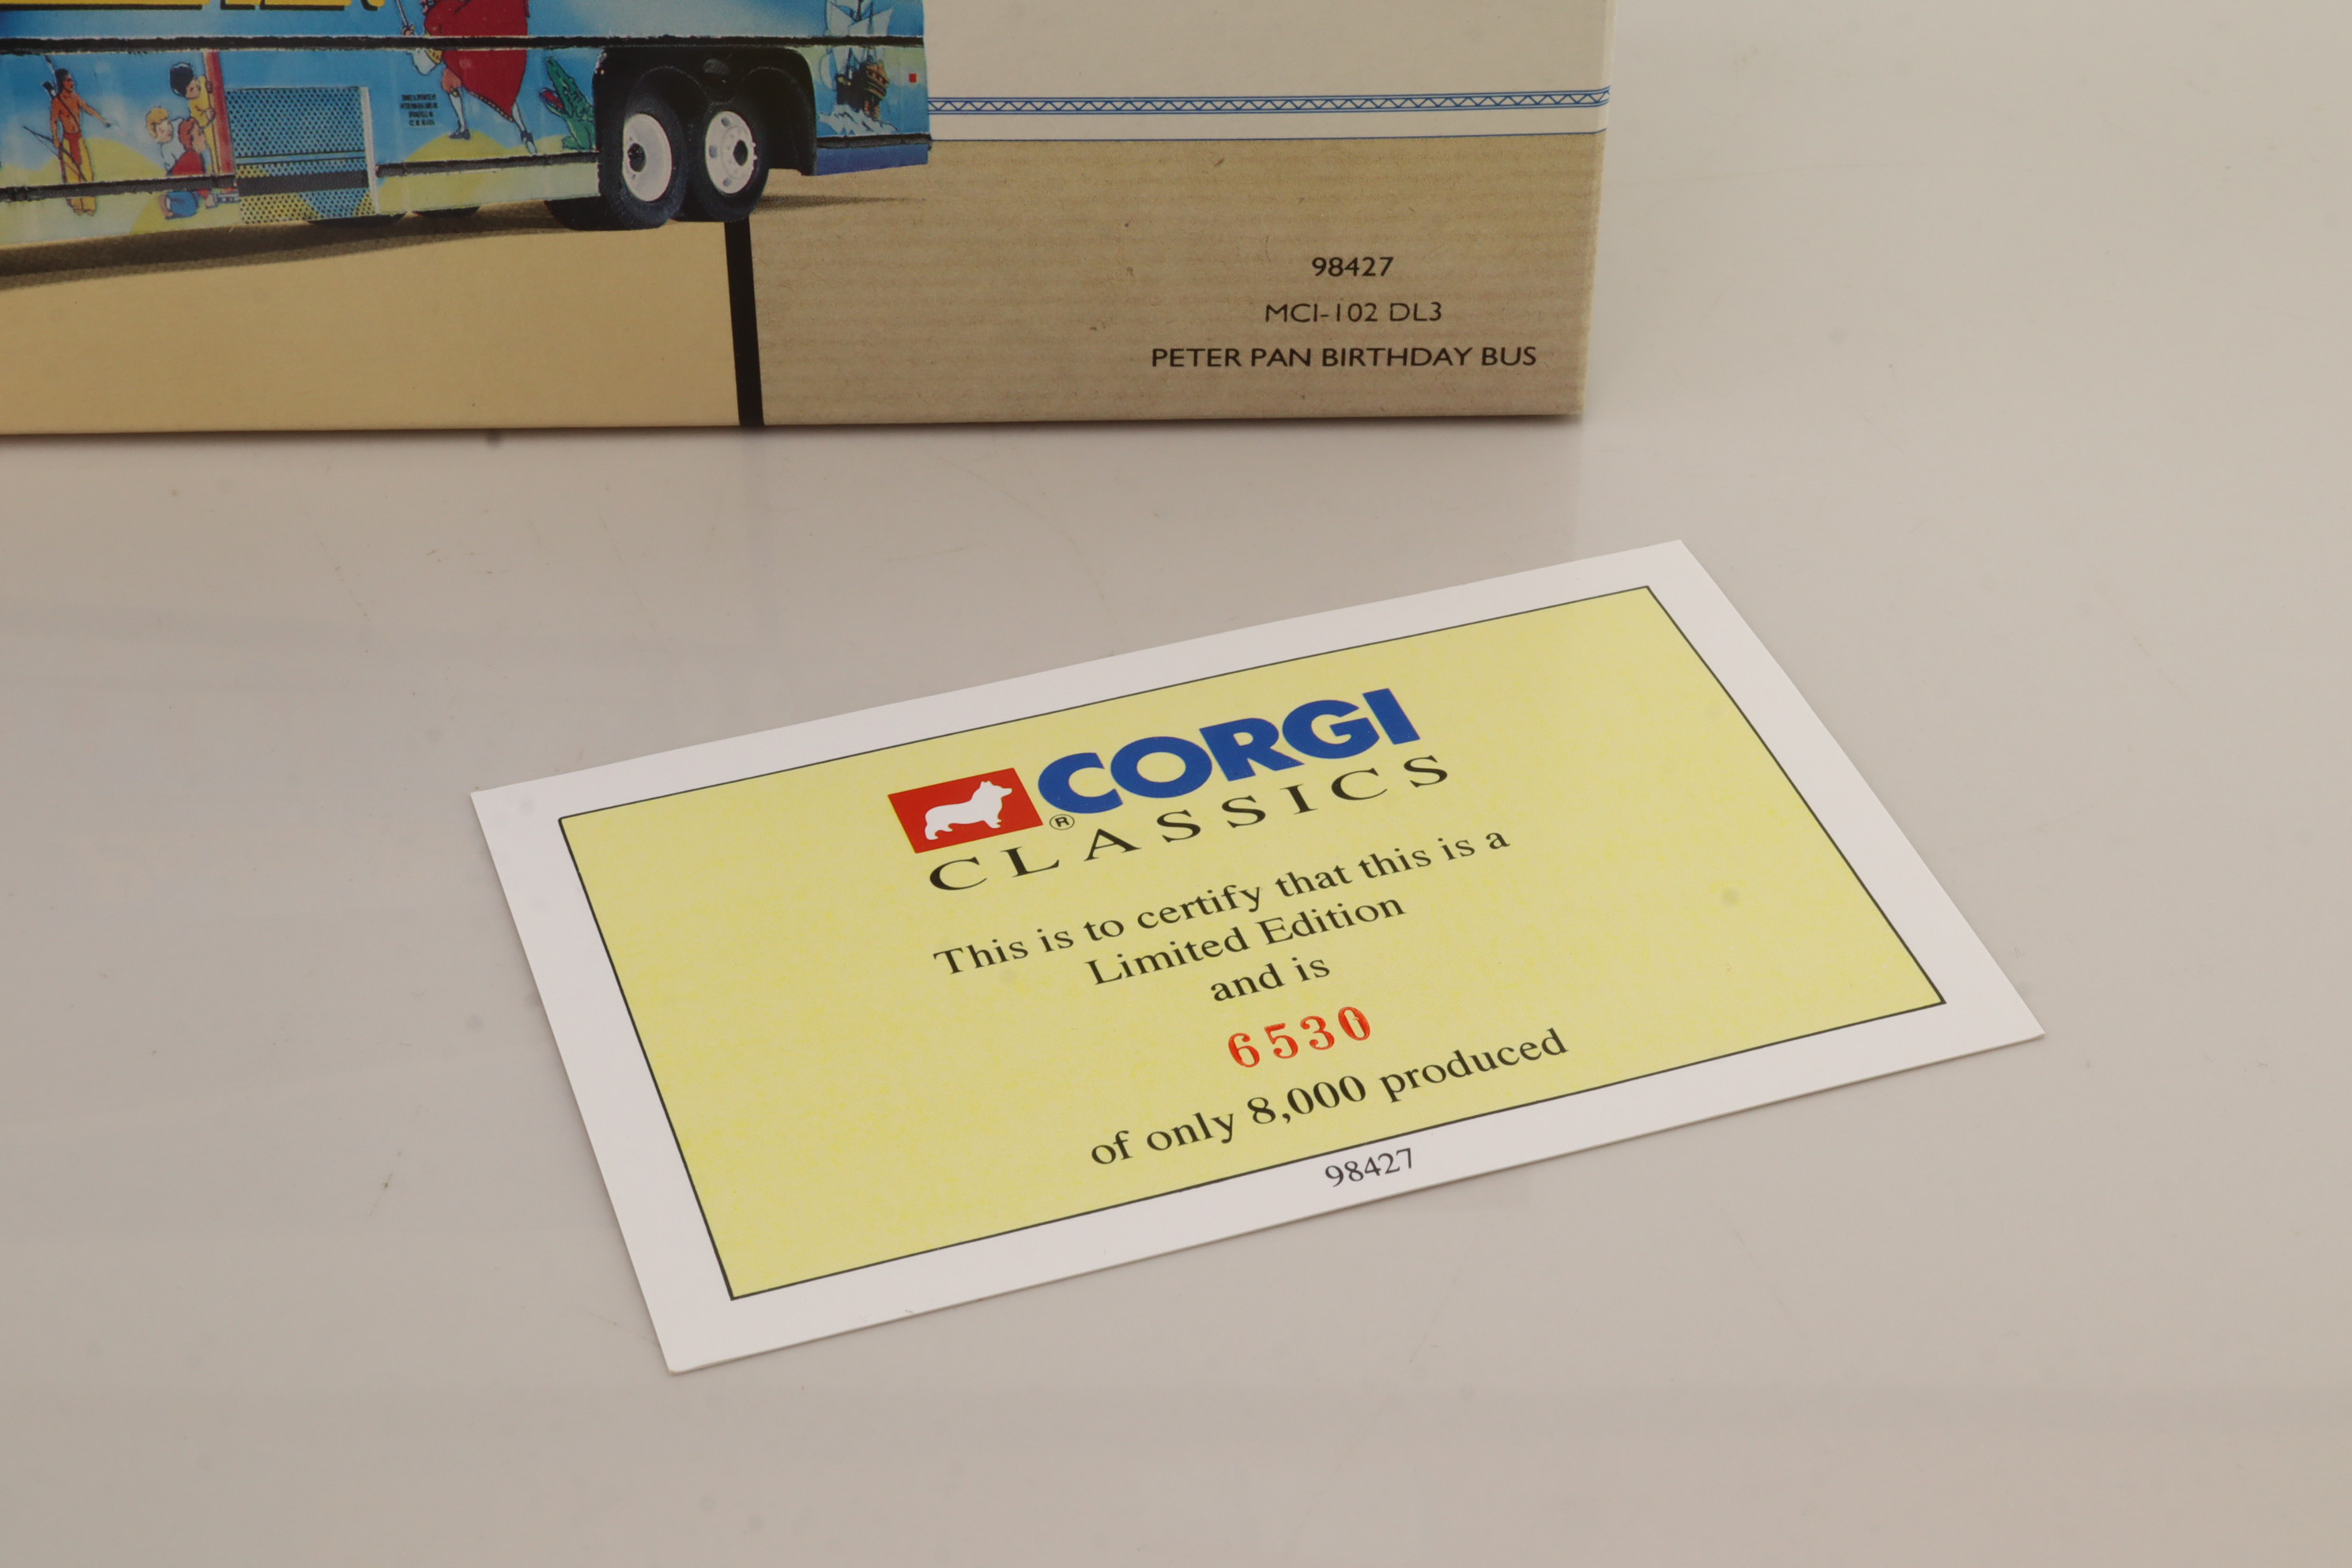 98427
MCI-102 DL3
PETER PAN BIRTHDAY BUS
CORGI
®
CLASSICS
This is to certify that this is a
Limited Edition
and is
6530
of only 8,000 produced
98427